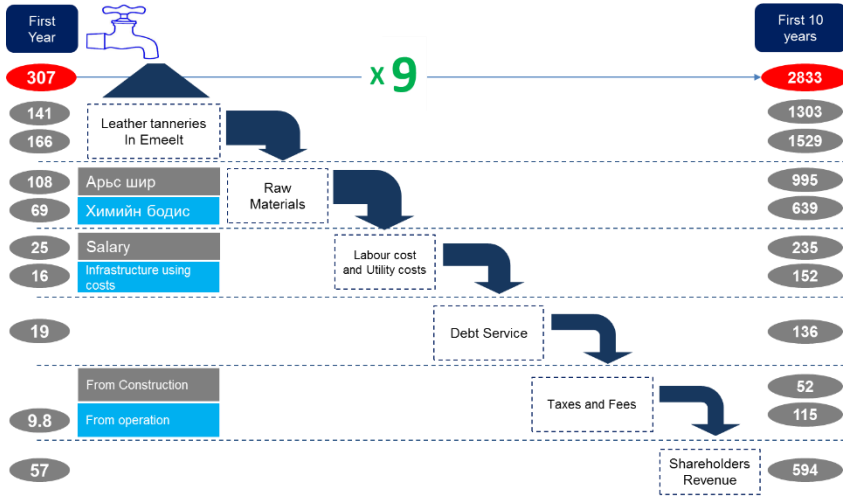 First
Year
First 10
years
307
x 9
2833
141
166
Leather tanneries
In Emeelt
1303
1529
108
69
Арьс шир
Химийн бодис
Raw
Materials
995
639
25
16
Salary
Infrastructure using
costs
Labour cost
and Utility costs
235
152
19
Debt Service
136
From Construction
9.8
From operation
Taxes and Fees
52
115
57
Shareholders
Revenue
594